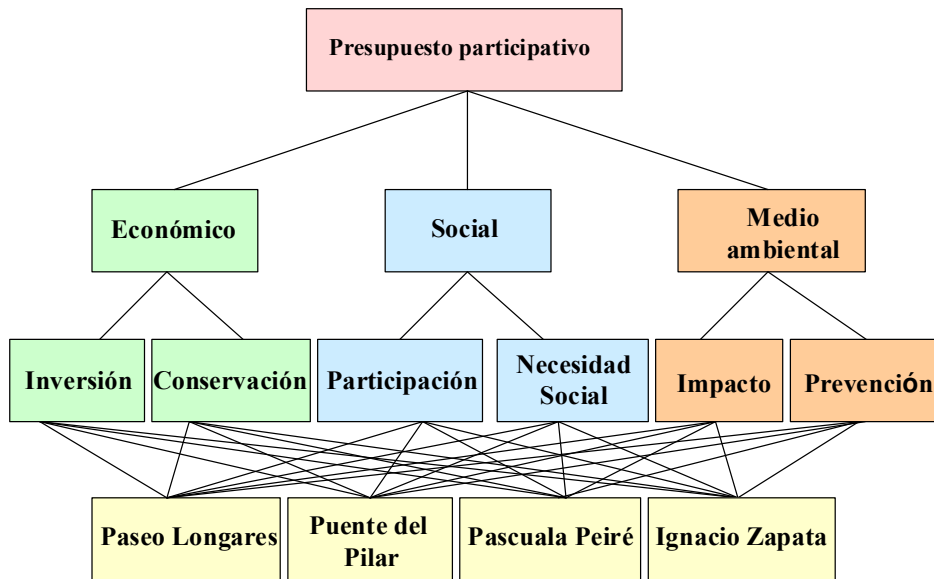 Presupuesto participativo
Económico
Social
Medio
ambiental
Inversión
Conservación
Participación
Necesidad
Social
Impacto
Prevención
Paseo Longares
Puente del
Pilar
Pascuala Peiré
Ignacio Zapata